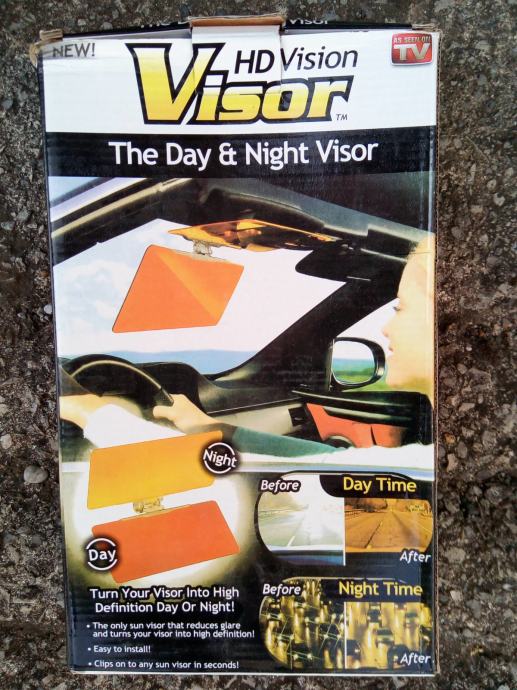 NEW!
AS SEEN ON
TV
HD Vision
VISOR TM
The Day & Night Visor
Night
Day
Before
Day Time
After
Before
Night Time
After
Turn Your Visor Into High
Definition Day Or Night!
• The only sun visor that reduces glare
and turns your visor into high definition!
• Easy to install!
• Clips on to any sun visor in seconds!